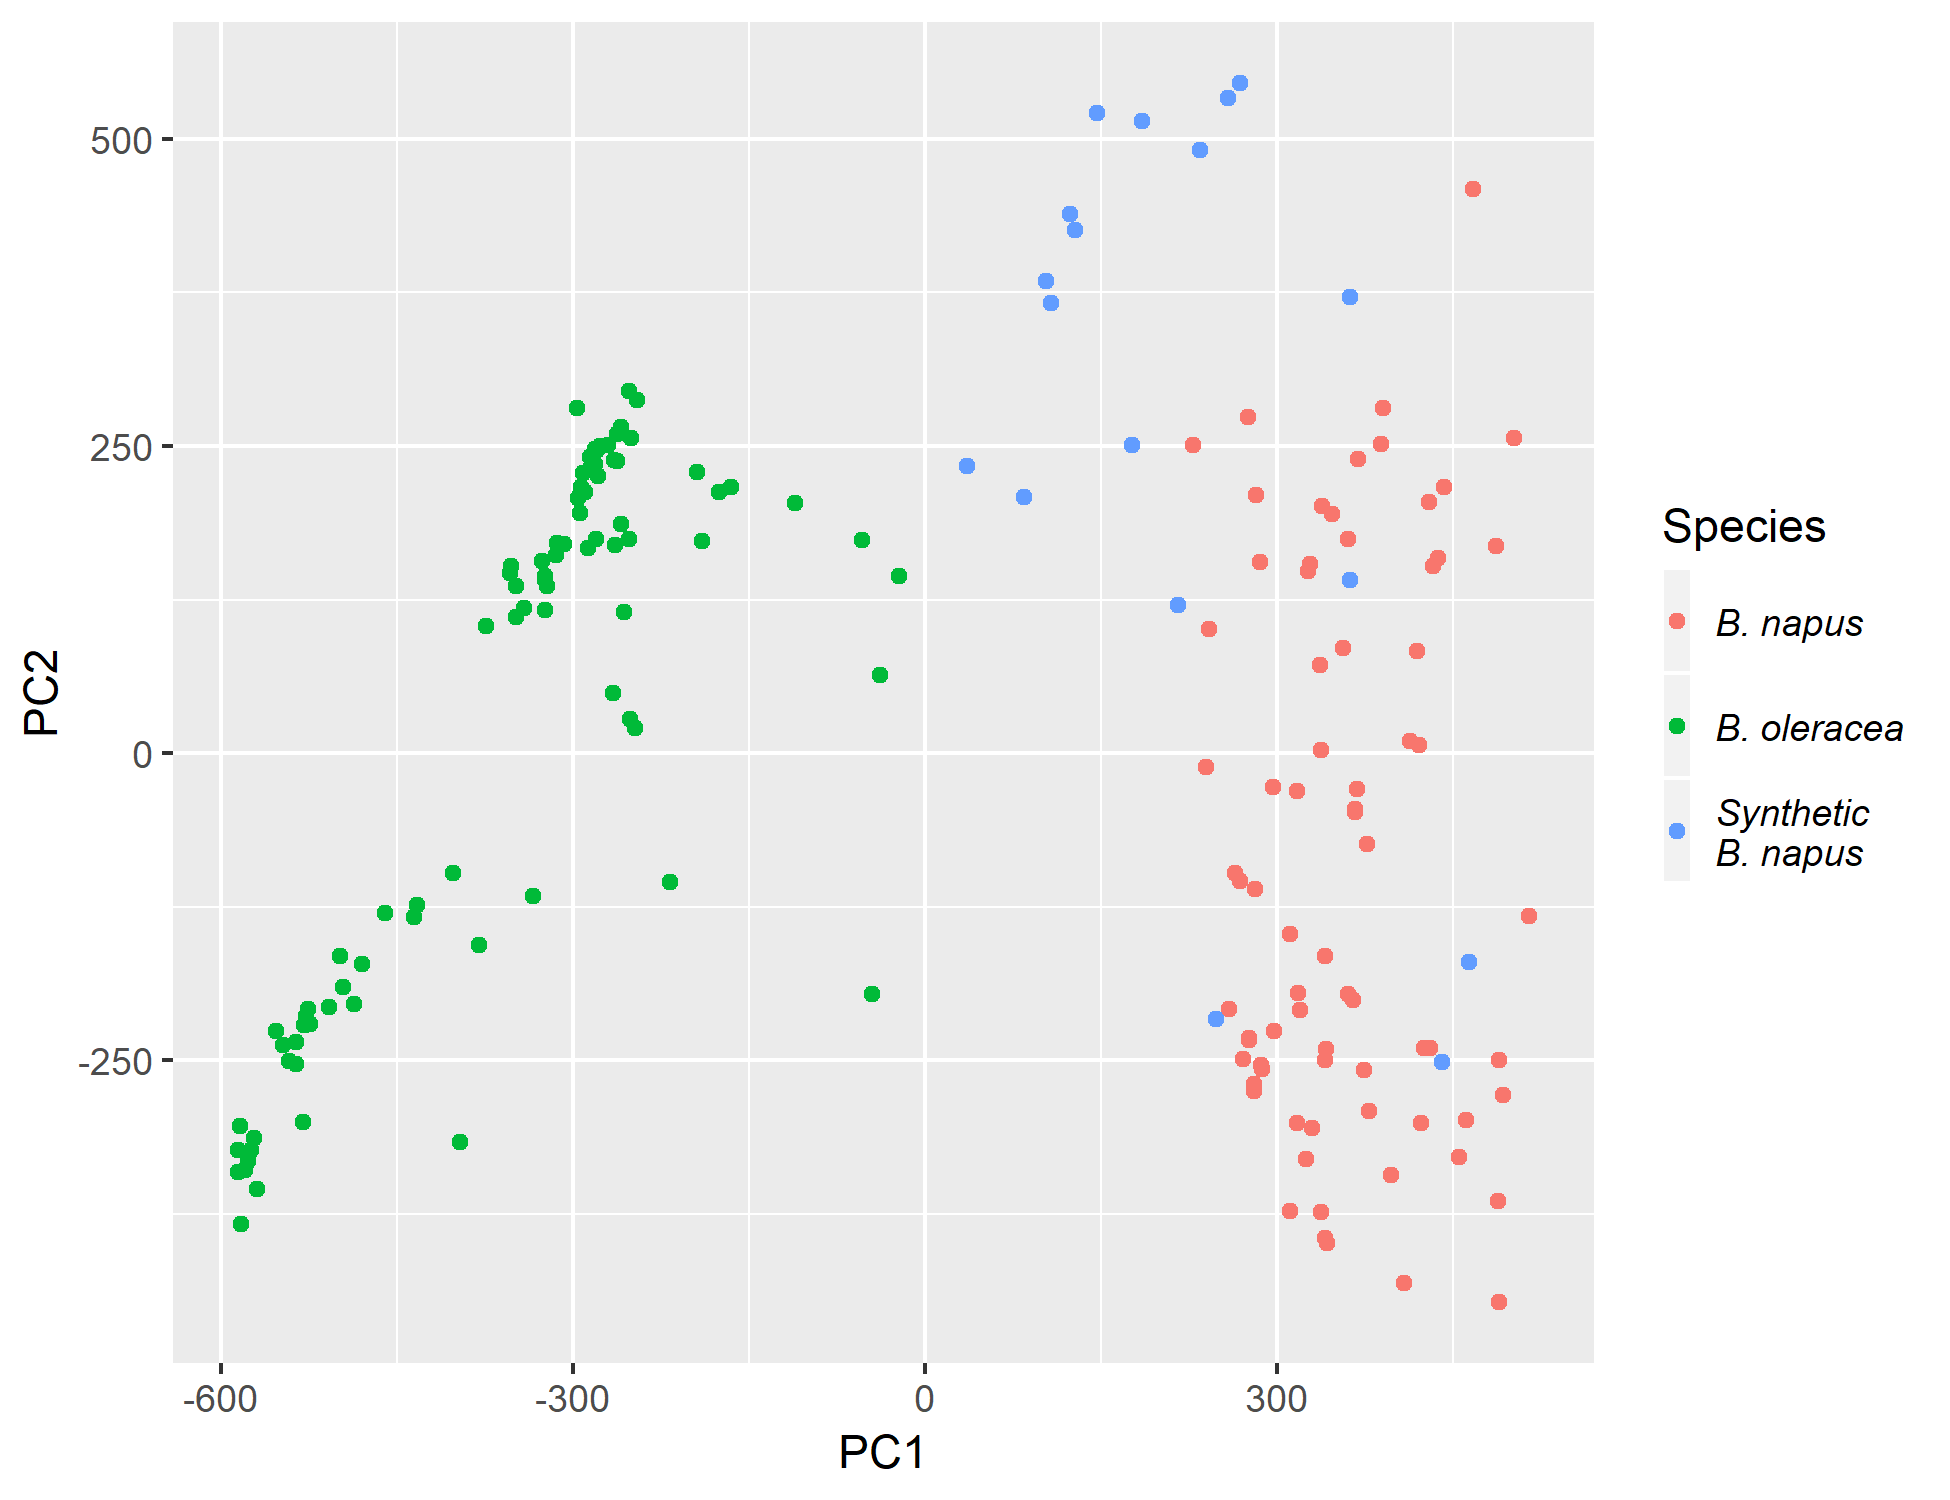 500
250
0
-250
PC2
-600
-300
0
300
PC1
Species
B. napus
B. oleracea
Synthetic
B. napus